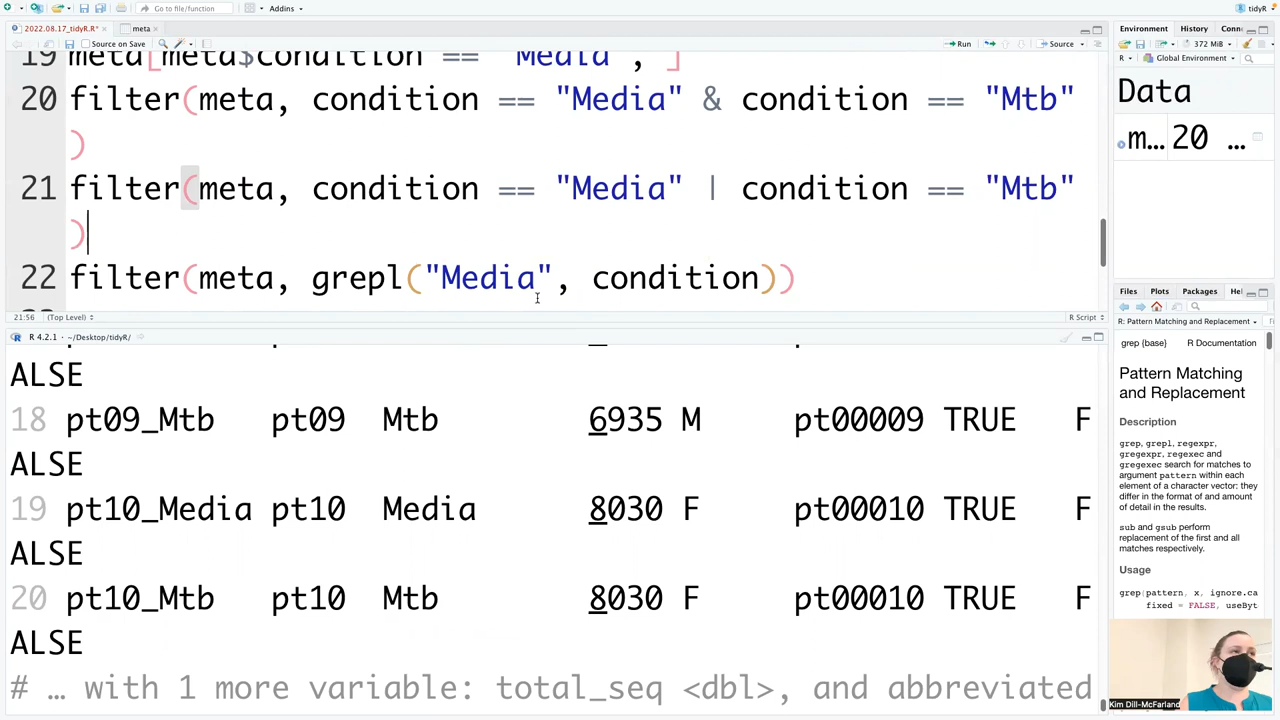 Go to file/function
Addins
tidyR
2022.08.17_tidyR.R*
meta
Source on Save
Run
Source
19 meta[meta$condition == "Media", ]
20 filter(meta, condition == "Media" & condition == "Mtb"
)
21 filter(meta, condition == "Media" | condition == "Mtb"
)
22 filter(meta, grepl("Media", condition))
21:56 (Top Level) R Script
R 4.2.1 · ~/Desktop/tidyR/
ALSE
18 pt09_Mtb pt09 Mtb 6935 M pt00009 TRUE F
ALSE
19 pt10_Media pt10 Media 8030 F pt00010 TRUE F
ALSE
20 pt10_Mtb pt10 Mtb 8030 F pt00010 TRUE F
ALSE
# … with 1 more variable: total_seq <dbl>, and abbreviated
Environment History Conn
372 MiB
R Global Environment
Data
m… 20 …
Files Plots Packages He
R: Pattern Matching and Replacement
grep {base} R Documentation
Pattern Matching
and Replacement
Description
grep, grepl, regexpr,
gregexpr, regexec and
gregexec search for matches to
argument pattern within each
element of a character vector: they
differ in the format of and amount
of detail in the results.
sub and gsub perform
replacement of the first and all
matches respectively.
Usage
grep(pattern, x, ignore.ca
fixed = FALSE, useByt
Kim Dill-McFarland